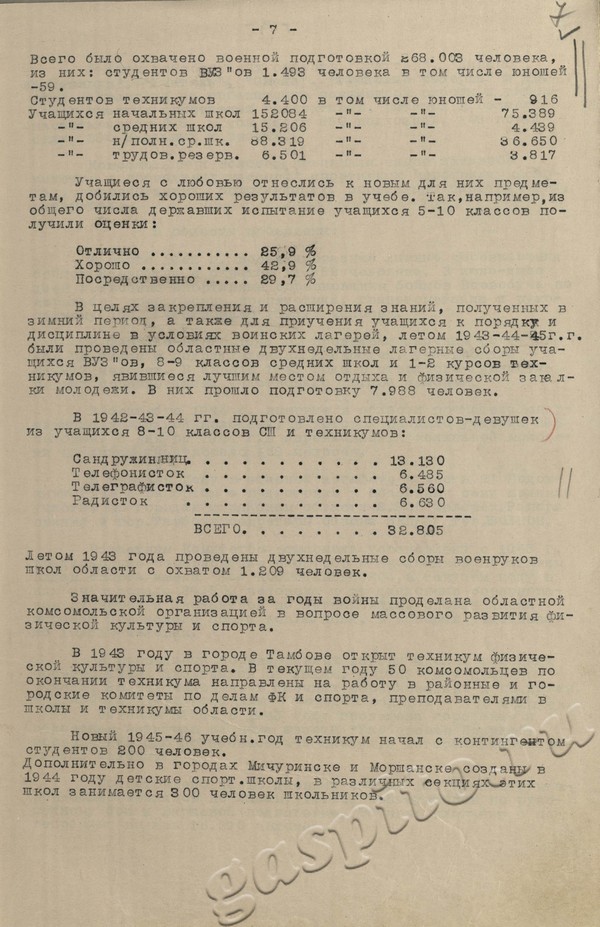 - 7 -
7
Всего было охвачено военной подготовкой 268.003 человека,
из них: студентов ВУЗ"ов 1.493 человека в том числе юношей
-59.
Студентов техникумов 4.400 в том числе юношей - 916
Учащихся начальных школ 152084 -"- -"- 75.389
-"- средних школ 15.206 -"- -"- 4.439
-"- н/полн.ср.шк. 88.319 -"- -"- 36.650
-"- трудов.резерв. 6.501 -"- -"- 3.817
Учащиеся с любовью отнеслись к новым для них предме-
там, добились хороших результатов в учебе. Так,например,из
общего числа державших испытание учащихся 5-10 классов по-
лучили оценки:
Отлично ........... 25,9 %
Хорошо ............ 42,9 %
Посредственно ..... 29,7 %
В целях закрепления и расширения знаний, полученных в
зимний период, а также для приучения учащихся к порядку и
дисциплине в условиях воинских лагерей, летом 1943-44-45г.г.
были проведены областные двухнедельные лагерные сборы уча-
щихся ВУЗ"ов, 8-9 классов средних школ и 1-2 курсов тех-
никумов, явившиеся лучшим местом отдыха и физической закал-
ки молодежи. В них прошло подготовку 7.988 человек.
В 1942-43-44 гг. подготовлено специалистов-девушек
из учащихся 8-10 классов СШ и техникумов:
Сандружинниц. . . . . . . . . . . . 13.130
Телефонисток . . . . . . . . . . . 6.485
Телеграфисток . . . . . . . . . . . 6.560
Радисток . . . . . . . . . . . 6.630
ВСЕГО. . . . . . . . 32.805
Летом 1943 года проведены двухнедельные сборы военруков
школ области с охватом 1.209 человек.
Значительная работа за годы войны проделана областной
комсомольской организацией в вопросе массового развития фи-
зической культуры и спорта.
В 1943 году в городе Тамбове открыт техникум физиче-
ской культуры и спорта. В текущем году 50 комсомольцев по
окончании техникума направлены на работу в районные и го-
родские комитеты по делам ФК и спорта, преподавателями в
школы и техникумы области.
Новый 1945-46 учебн.год техникум начал с контингентом
студентов 200 человек.
Дополнительно в городах Мичуринске и Моршанске созданы в
1944 году детские спорт.школы, в различных секциях этих
школ занимается 300 человек школьников.
gaspito.ru